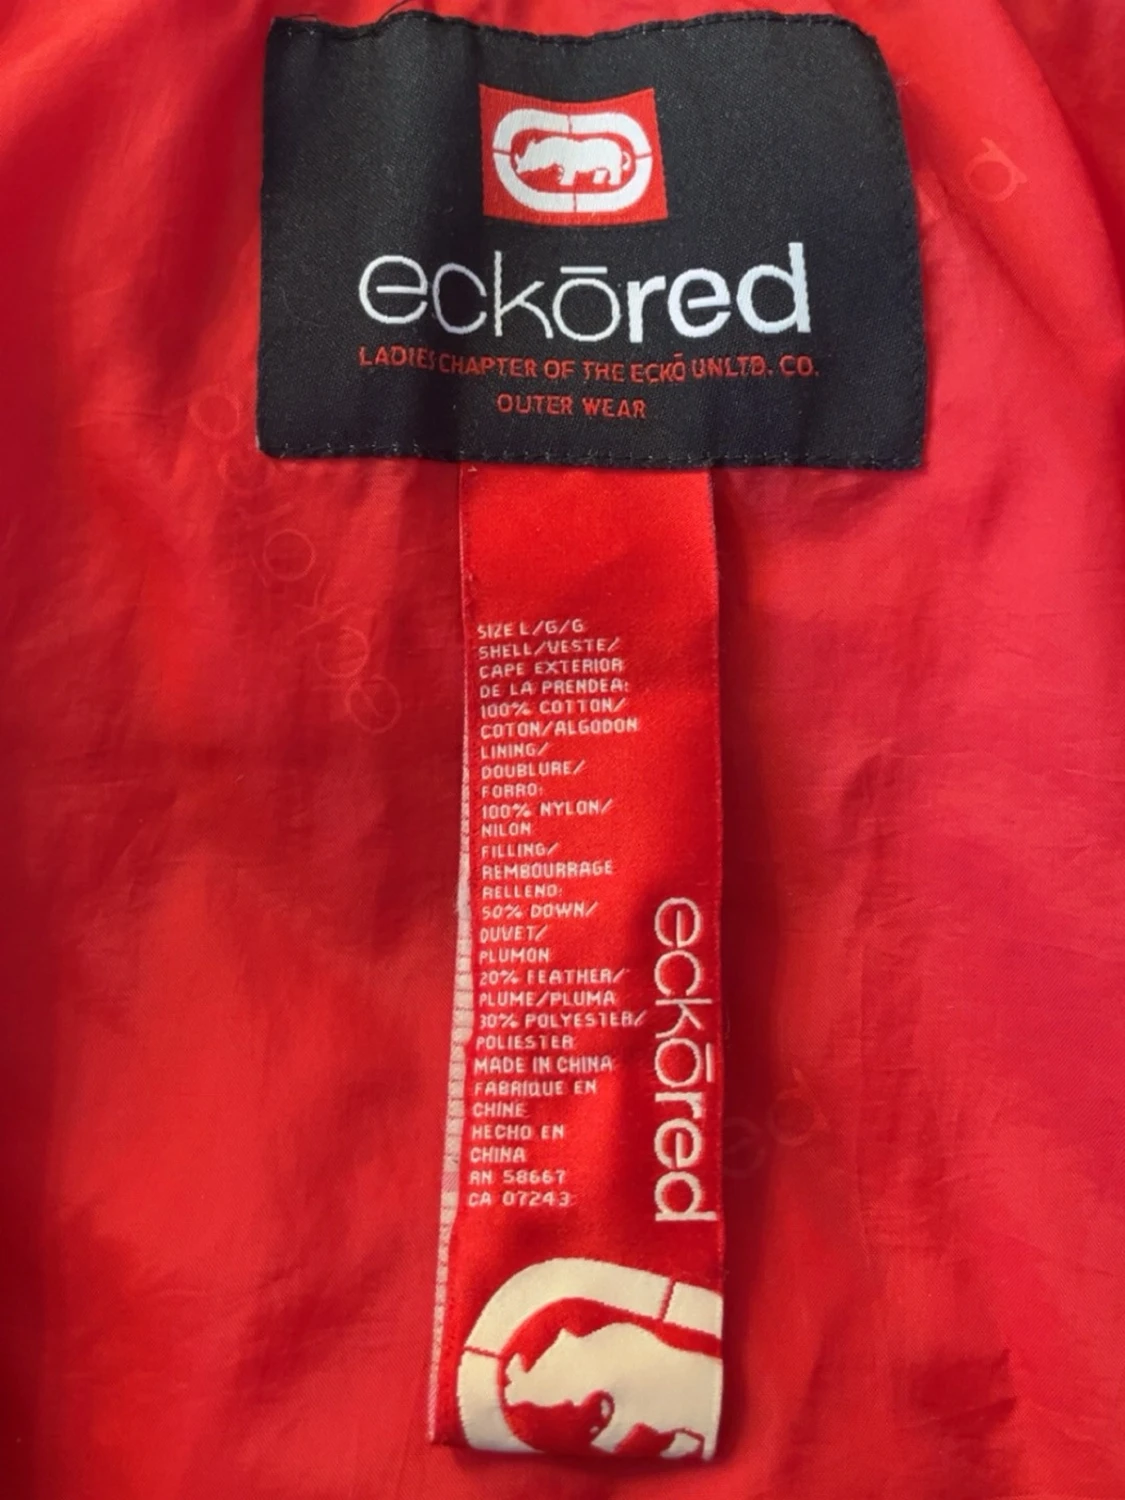 eckōred
LADIES CHAPTER OF THE ECKŌ UNLTD. CO.
OUTER WEAR
SIZE L/G/G
SHELL/VESTE/
CAPE EXTERIOR
DE LA PRENDEA:
100% COTTON/
COTON/ALGODON
LINING/
DOUBLURE/
FORRO:
100% NYLON/
NILON
FILLING/
REMBOURRAGE
RELLENO:
50% DOWN/
DUVET/
PLUMON
20% FEATHER/
PLUME/PLUMA
30% POLYESTER/
POLIESTER
MADE IN CHINA
FABRIQUE EN
CHINE
HECHO EN
CHINA
RN 58667
CA 07243
eckōred